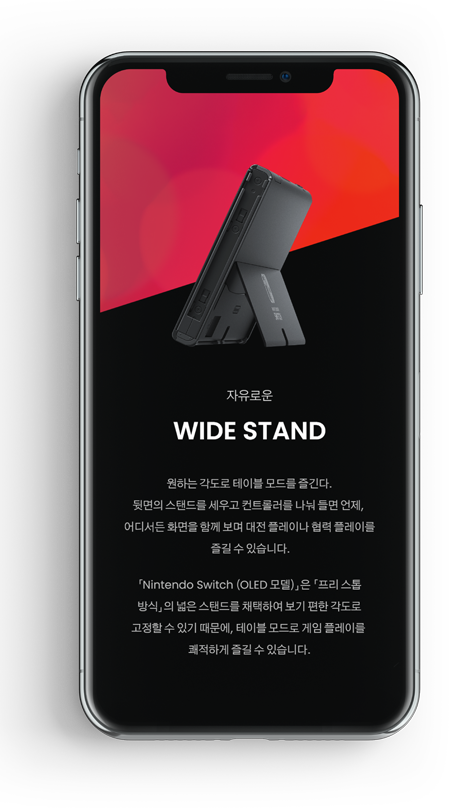 자유로운
WIDE STAND
원하는 각도로 테이블 모드를 즐긴다.
뒷면의 스탠드를 세우고 컨트롤러를 나눠 들면 언제,
어디서든 화면을 함께 보며 대전 플레이나 협력 플레이를
즐길 수 있습니다.
「Nintendo Switch (OLED 모델)」은 「프리 스톱
방식」의 넓은 스탠드를 채택하여 보기 편한 각도로
고정할 수 있기 때문에, 테이블 모드로 게임 플레이를
쾌적하게 즐길 수 있습니다.